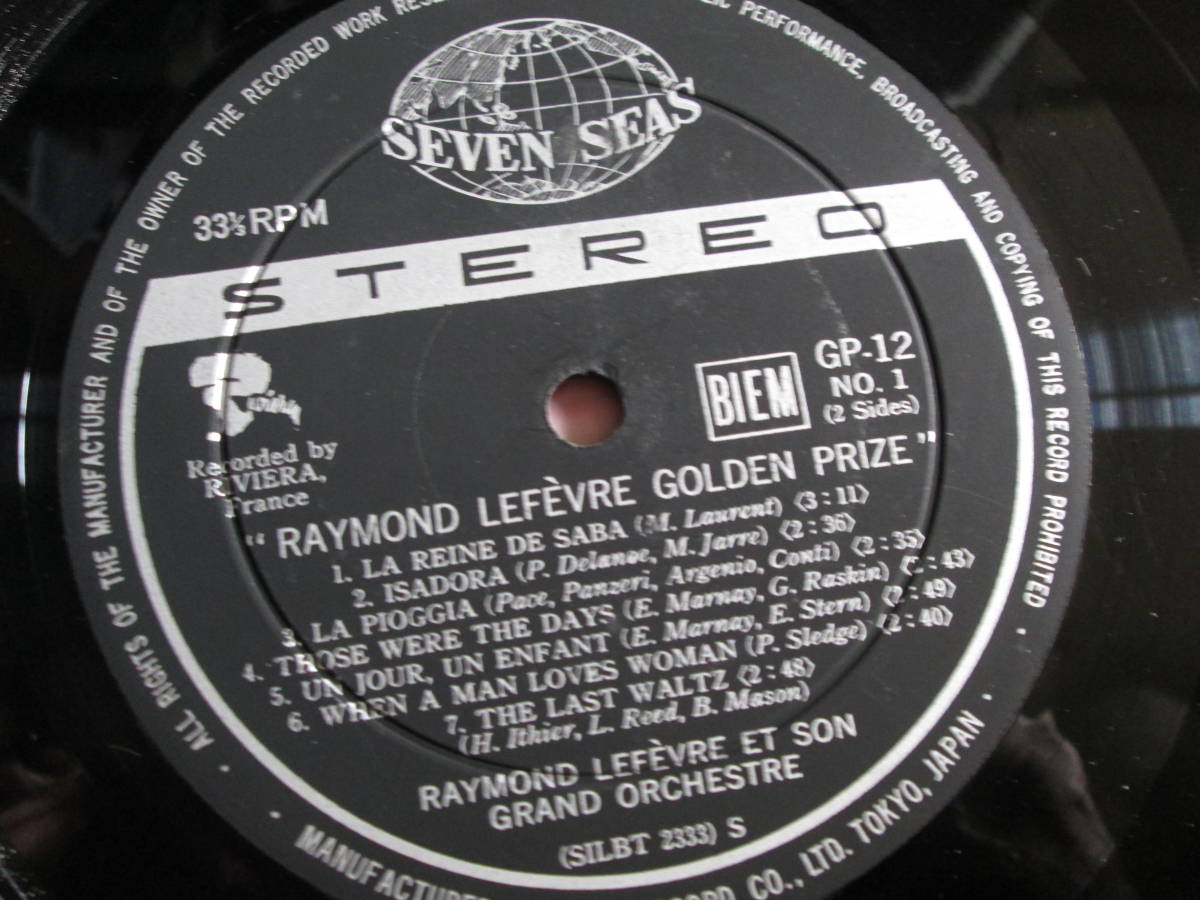 SEVEN SEAS
33⅓ RPM
STEREO
Riviera
Recorded by
RIVIERA,
France
BIEM
GP-12
NO. 1
(2 Sides)
"RAYMOND LEFÈVRE GOLDEN PRIZE"
1. LA REINE DE SABA (M. Laurent) (3:11)
2. ISADORA (P. Delanoe, M. Jarre) (2:36)
3. LA PIOGGIA (Pace, Panzeri, Argenio, Conti) (2:35)
4. THOSE WERE THE DAYS (E. Marnay, G. Raskin) (2:43)
5. UN JOUR, UN ENFANT (E. Marnay, E. Stern) (2:49)
6. WHEN A MAN LOVES WOMAN (P. Sledge) (2:40)
7. THE LAST WALTZ (2:48)
(H. Ithier, L. Reed, B. Mason)
RAYMOND LEFÈVRE ET SON
GRAND ORCHESTRE
(SILBT 2333) S
ALL RIGHTS OF THE MANUFACTURER AND OF THE OWNER OF THE RECORDED WORK PERFORMANCE, BROADCASTING AND COPYING OF THIS RECORD PROHIBITED ·
CO., LTD. TOKYO, JAPAN ·